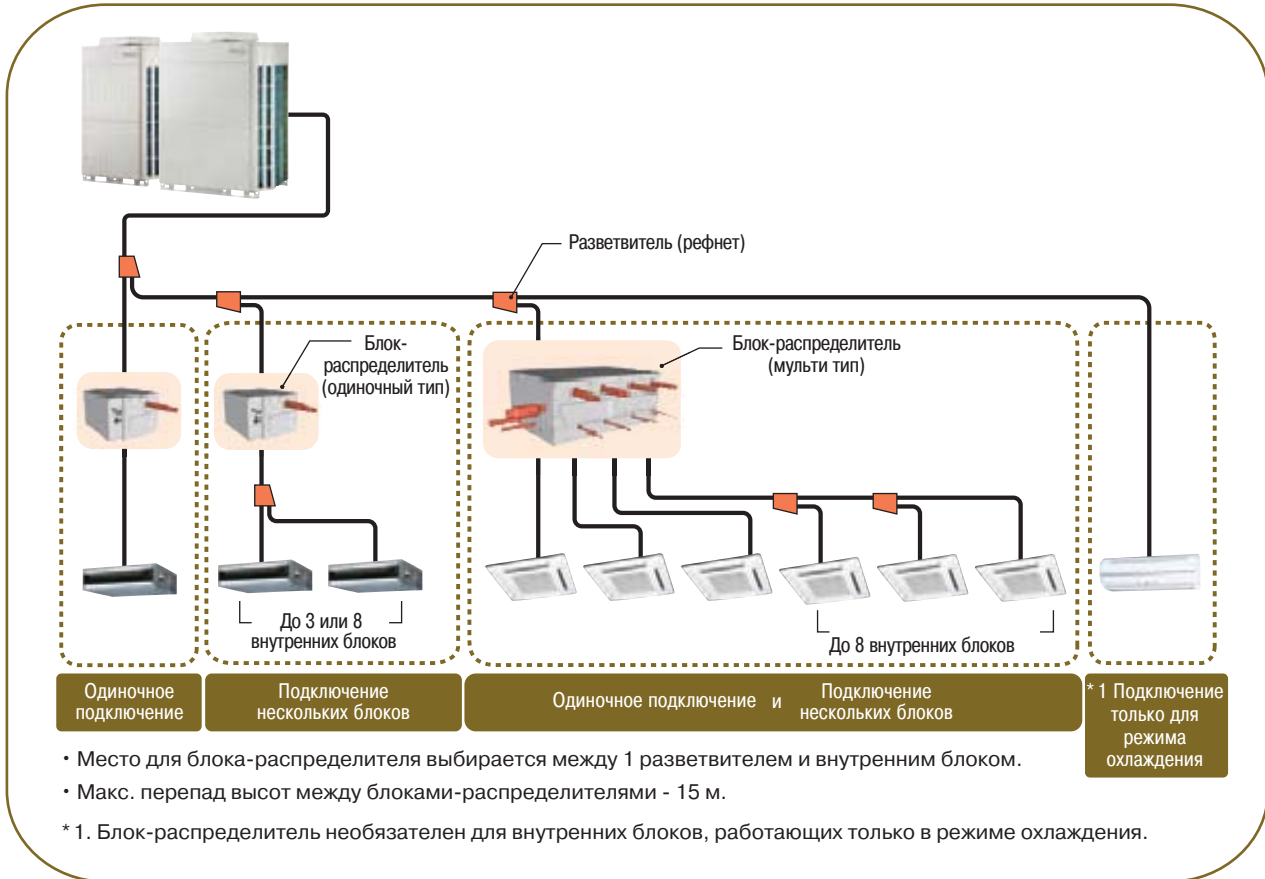 Разветвитель (рефнет)
Блок-
распределитель
(одиночный тип)
Блок-распределитель
(мульти тип)
До 3 или 8
внутренних блоков
До 8 внутренних блоков
Одиночное
подключение
Подключение
нескольких блоков
Одиночное подключение и Подключение
нескольких блоков
* 1 Подключение
только для
режима
охлаждения
• Место для блока-распределителя выбирается между 1 разветвителем и внутренним блоком.
• Макс. перепад высот между блоками-распределителями - 15 м.
* 1. Блок-распределитель необязателен для внутренних блоков, работающих только в режиме охлаждения.